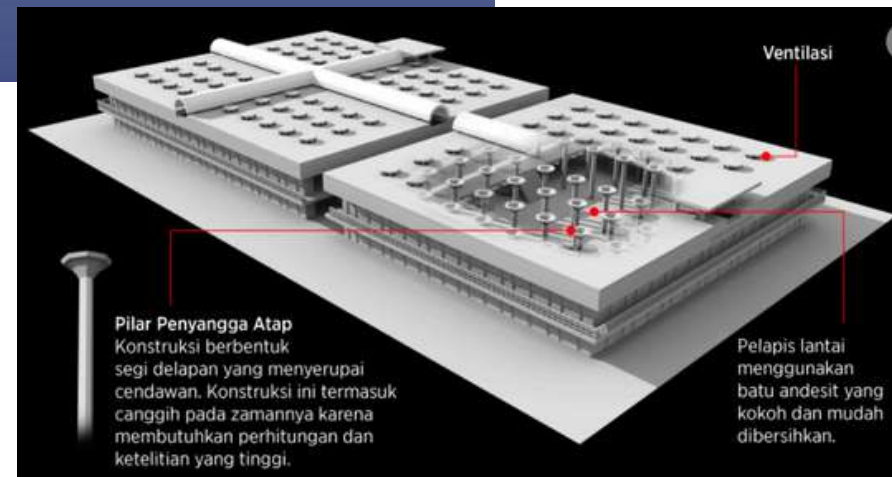 Ventilasi
Pilar Penyangga Atap
Konstruksi berbentuk
segi delapan yang menyerupai
cendawan. Konstruksi ini termasuk
canggih pada zamannya karena
membutuhkan perhitungan dan
ketelitian yang tinggi.
Pelapis lantai
menggunakan
batu andesit yang
kokoh dan mudah
dibersihkan.